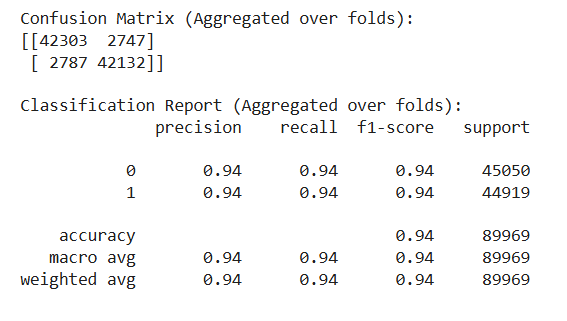 Confusion Matrix (Aggregated over folds):
[[42303  2747]
 [ 2787 42132]]
Classification Report (Aggregated over folds):
              precision    recall  f1-score   support
           0       0.94      0.94      0.94     45050
           1       0.94      0.94      0.94     44919
    accuracy                           0.94     89969
   macro avg       0.94      0.94      0.94     89969
weighted avg       0.94      0.94      0.94     89969